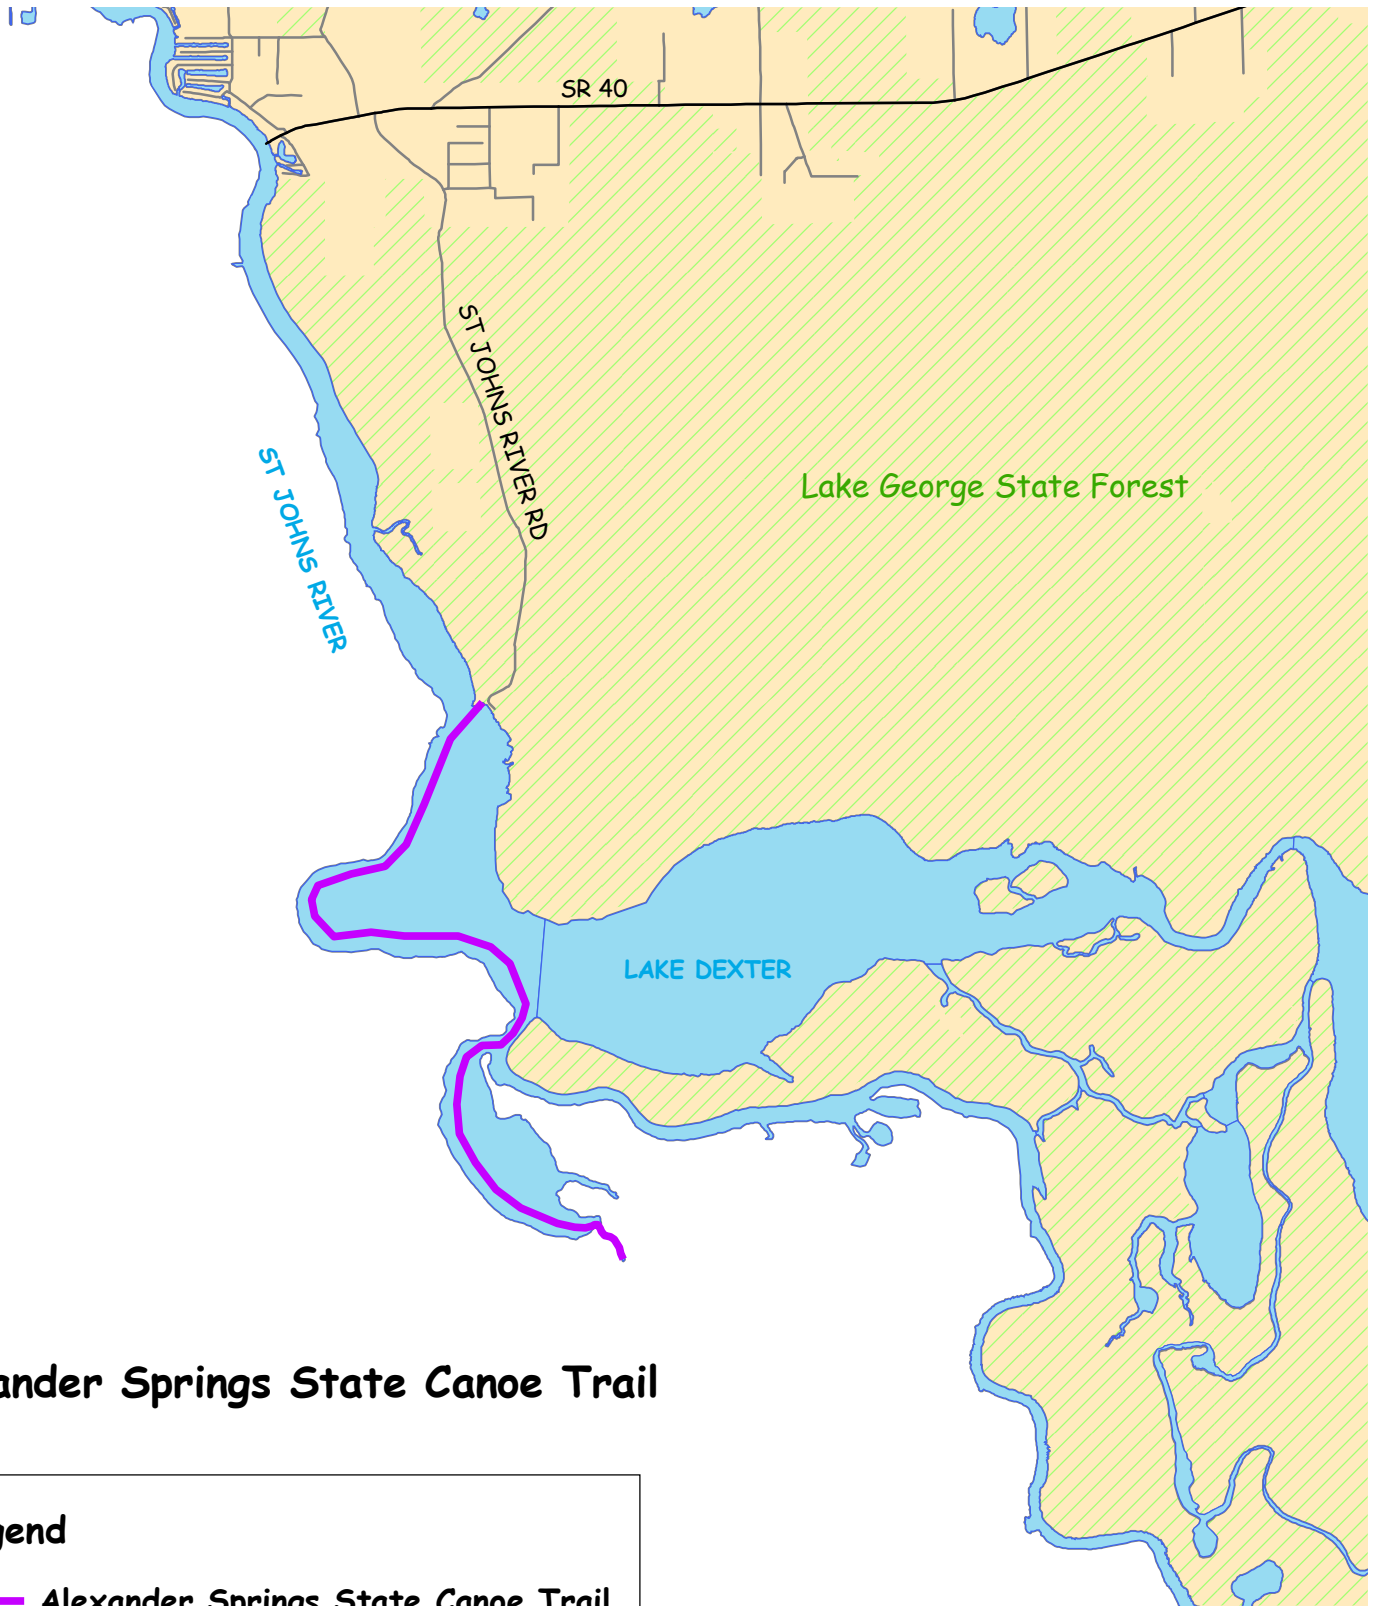 SR 40
ST JOHNS RIVER RD
ST JOHNS RIVER
Lake George State Forest
LAKE DEXTER
ander Springs State Canoe Trail
gend
Alexander Springs State Canoe Trail